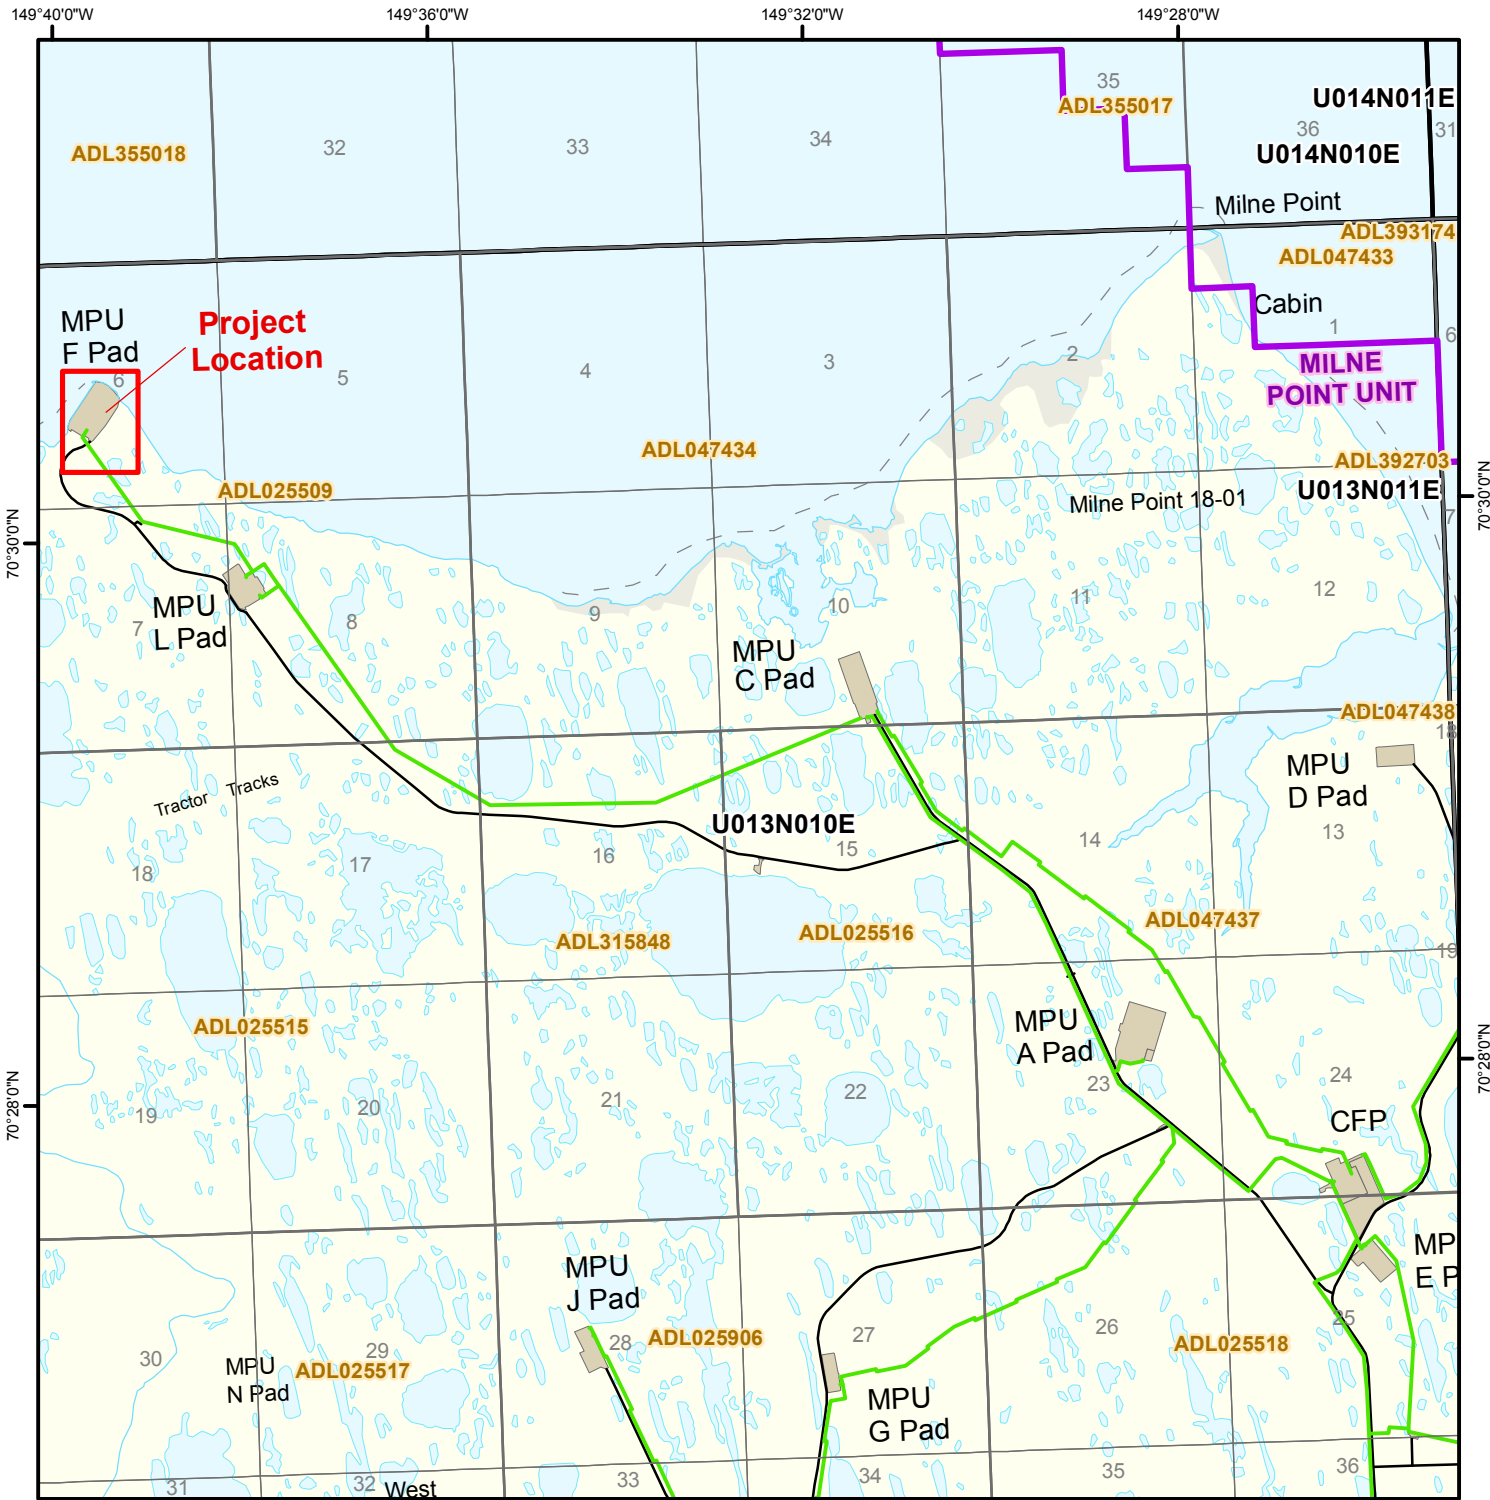 149°40'0"W
149°36'0"W
149°32'0"W
149°28'0"W
35
ADL355017
U014N011E
36
31
U014N010E
ADL355018
32
33
34
Milne Point
ADL393174
ADL047433
Cabin
1
6
MPU
F Pad
Project
Location
6
5
4
3
2
MILNE
POINT UNIT
ADL047434
ADL392703
ADL025509
U013N011E
Milne Point 18-01
7
70°30'0"N
70°30'0"N
MPU
L Pad
7
8
9
10
11
12
MPU
C Pad
ADL047438
18
MPU
D Pad
Tractor Tracks
U013N010E
13
14
15
16
17
18
ADL315848
ADL025516
ADL047437
19
ADL025515
MPU
A Pad
23
24
70°28'0"N
70°28'0"N
19
20
21
22
CFP
MPU
J Pad
MP
E P
25
26
27
28
ADL025906
ADL025518
29
30
MPU
N Pad
ADL025517
MPU
G Pad
31
32
West
33
34
35
36